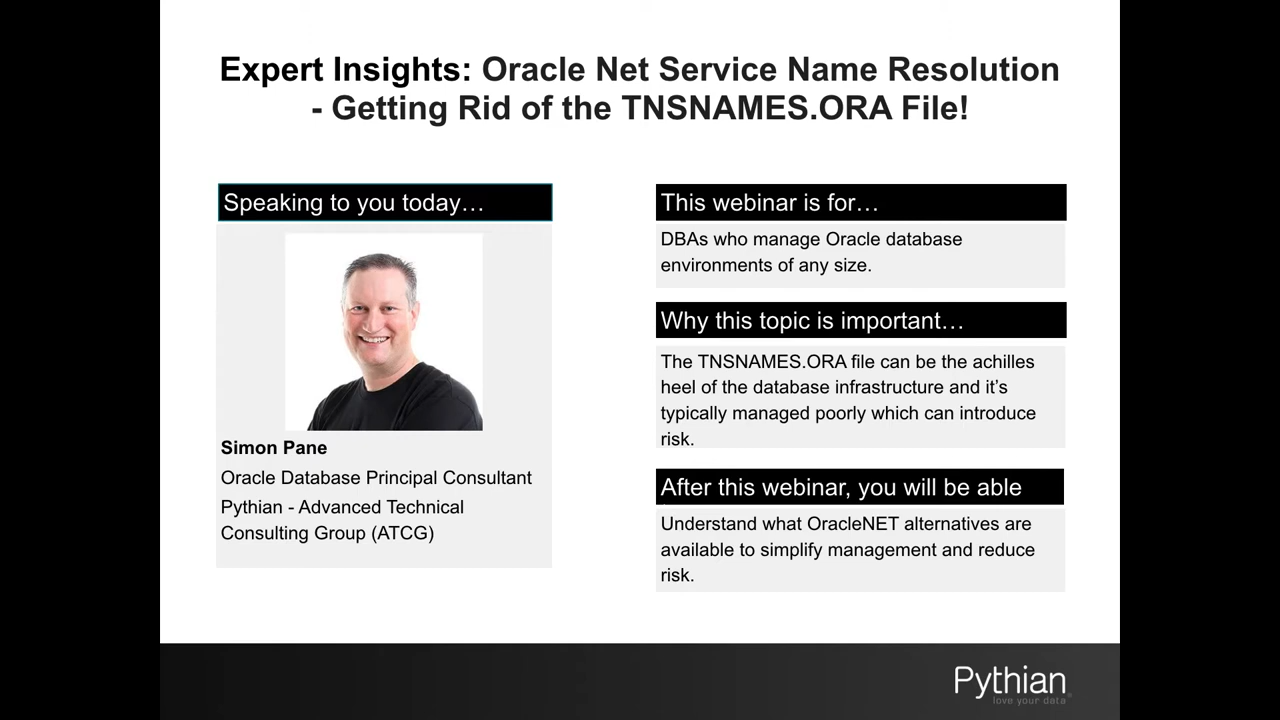 Expert Insights: Oracle Net Service Name Resolution
- Getting Rid of the TNSNAMES.ORA File!
Speaking to you today…
Simon Pane
Oracle Database Principal Consultant
Pythian - Advanced Technical
Consulting Group (ATCG)
This webinar is for…
DBAs who manage Oracle database
environments of any size.
Why this topic is important…
The TNSNAMES.ORA file can be the achilles
heel of the database infrastructure and it’s
typically managed poorly which can introduce
risk.
After this webinar, you will be able
Understand what OracleNET alternatives are
available to simplify management and reduce
risk.
Pythian
love your data